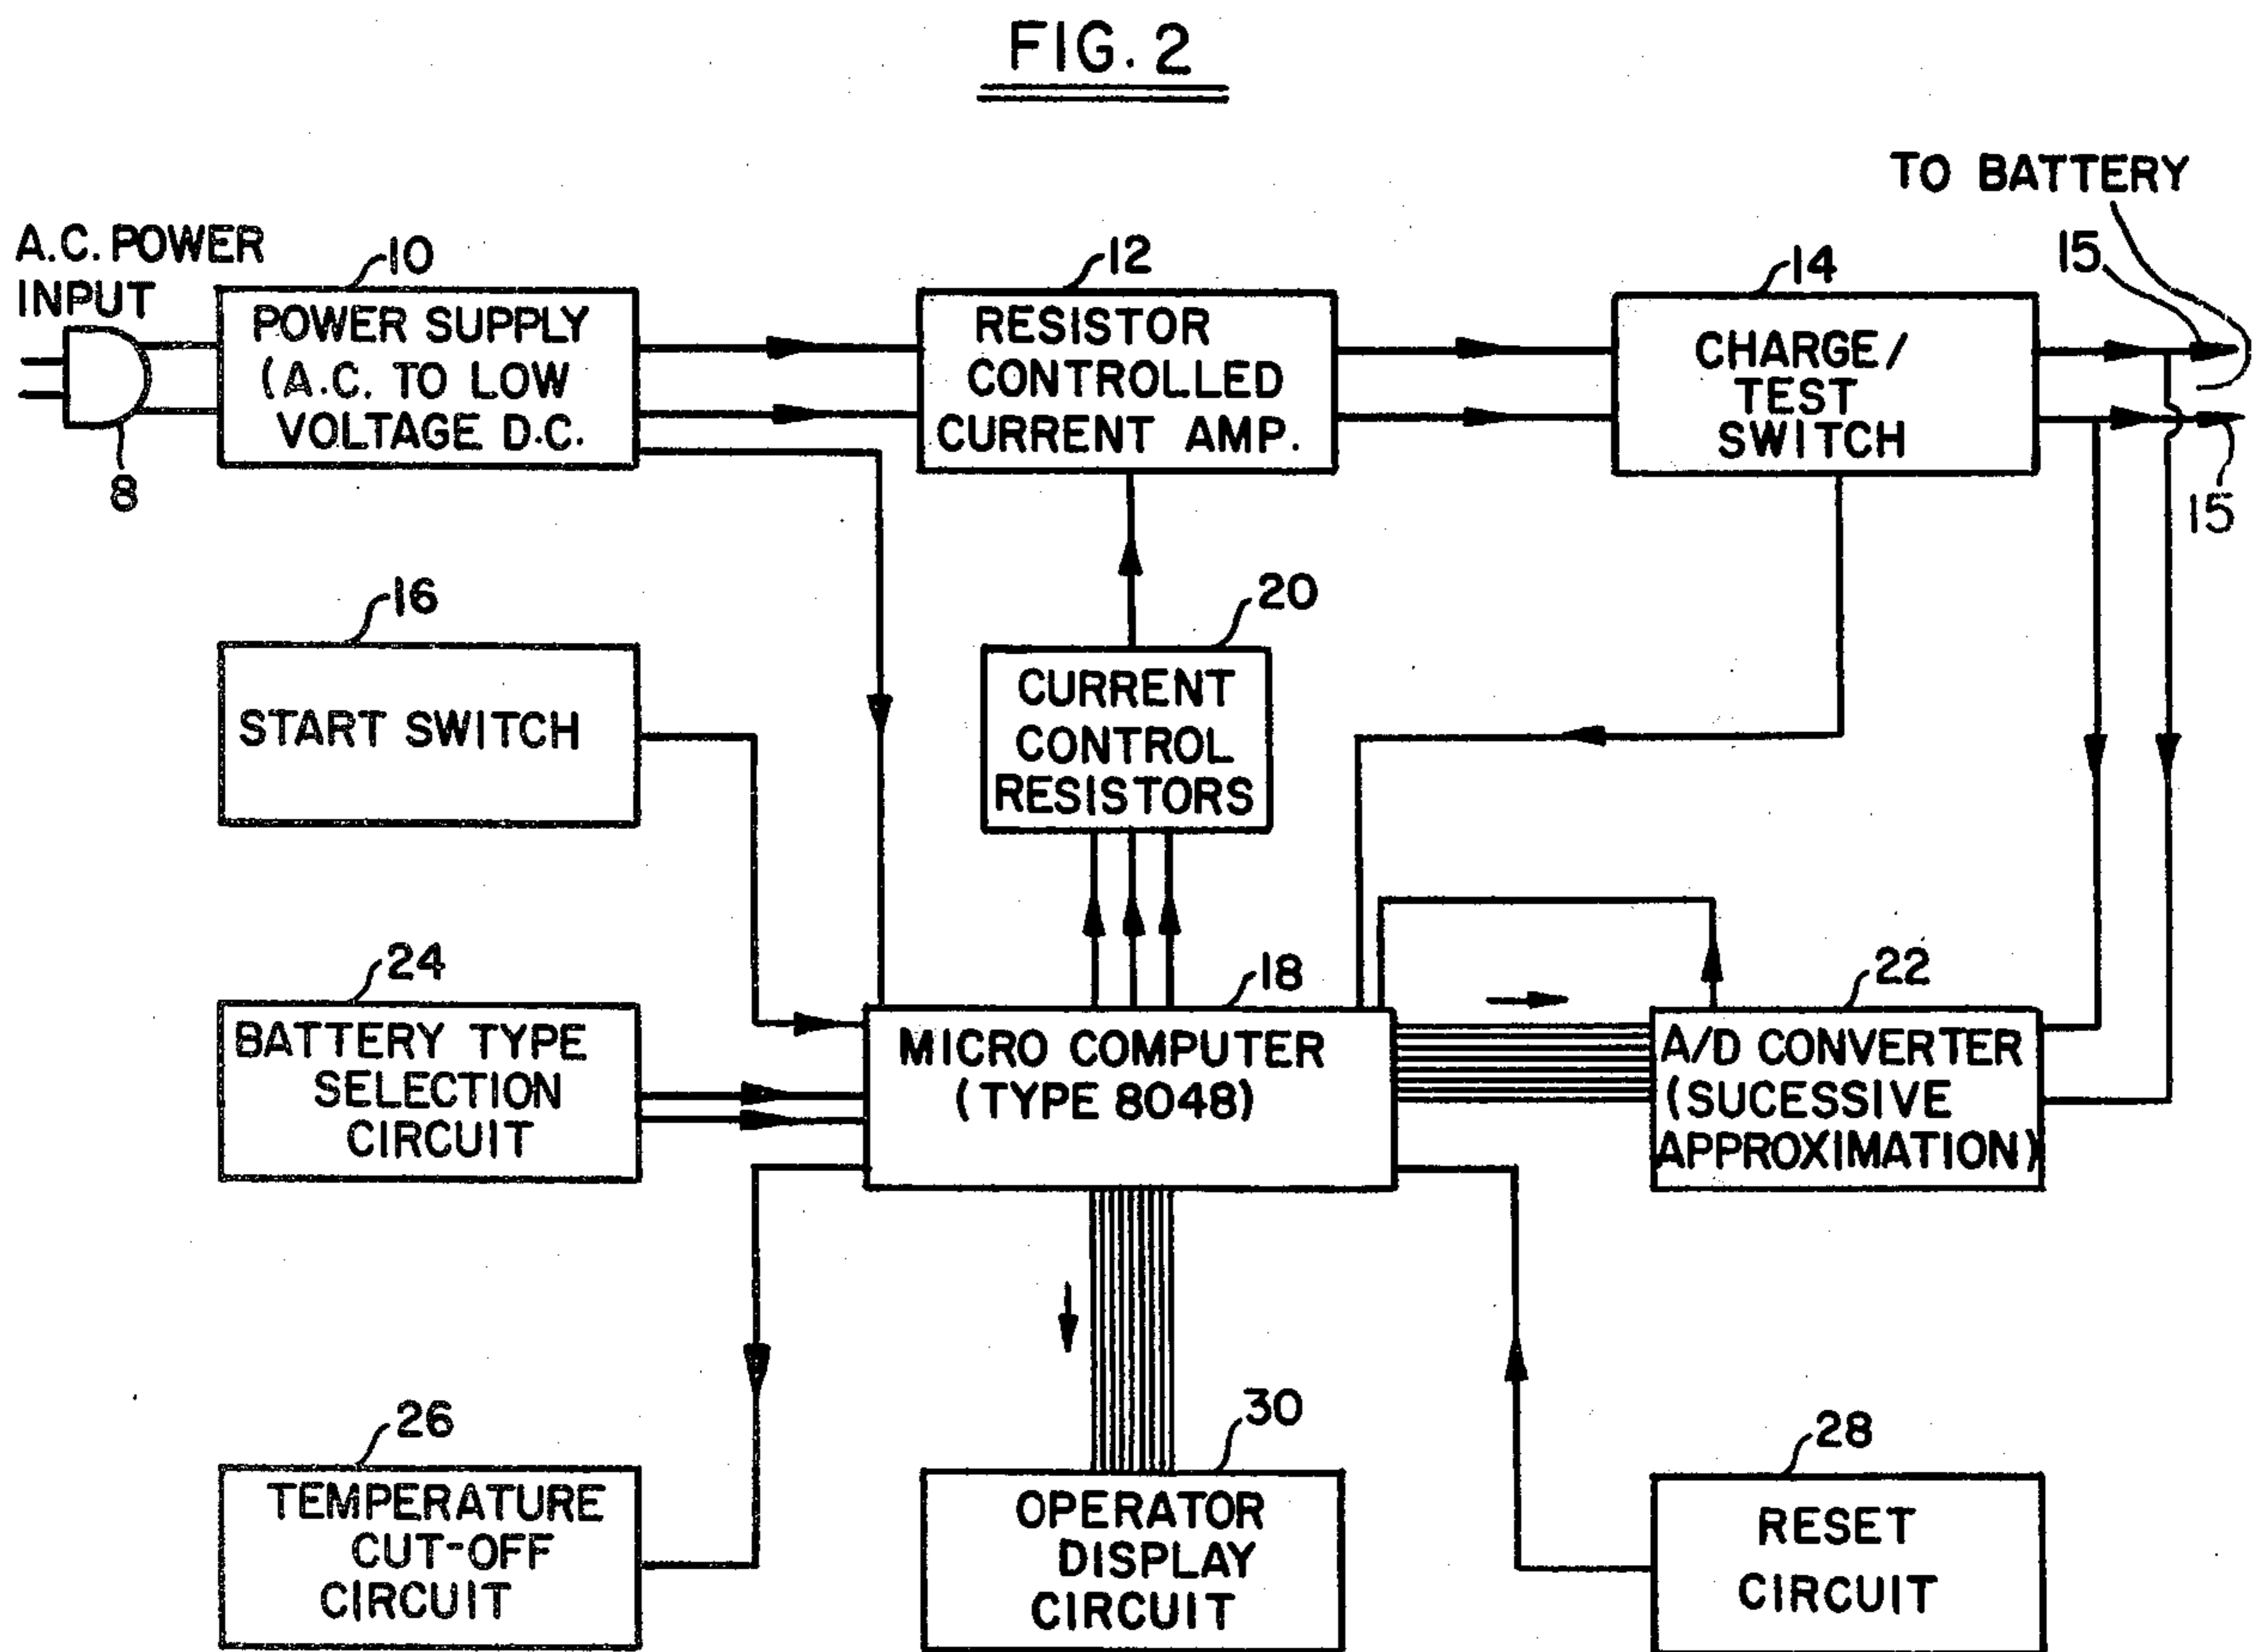 FIG. 2
TO BATTERY
A.C. POWER
INPUT
8
10
POWER SUPPLY
(A.C. TO LOW
VOLTAGE D.C.
12
RESISTOR
CONTROLLED
CURRENT AMP.
14
CHARGE/
TEST
SWITCH
15
15
16
START SWITCH
20
CURRENT
CONTROL
RESISTORS
24
BATTERY TYPE
SELECTION
CIRCUIT
18
MICRO COMPUTER
(TYPE 8048)
22
A/D CONVERTER
(SUCESSIVE
APPROXIMATION)
26
TEMPERATURE
CUT-OFF
CIRCUIT
30
OPERATOR
DISPLAY
CIRCUIT
28
RESET
CIRCUIT